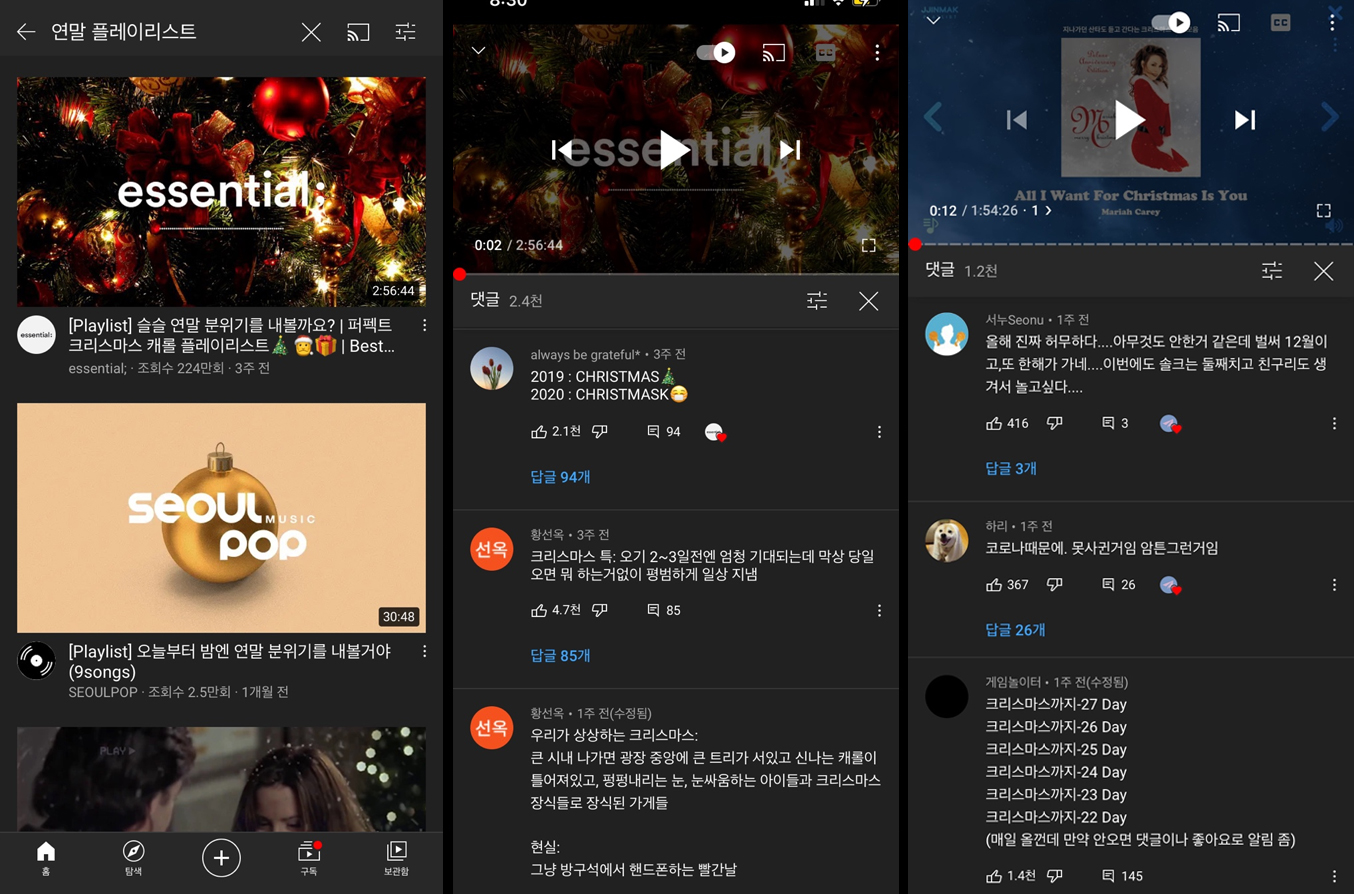 연말 플레이리스트
essential;
2:56:44
essential;
[Playlist] 슬슬 연말 분위기를 내볼까요? | 퍼펙트
크리스마스 캐롤 플레이리스트🎄 🎅🎁 | Best...
essential; · 조회수 224만회 · 3주 전
seoul
MUSIC
pop
30:48
[Playlist] 오늘부터 밤엔 연말 분위기를 내볼거야
(9songs)
SEOULPOP · 조회수 2.5만회 · 1개월 전
PLAY ▶
홈
탐색
구독
보관함
8:30
CC
essential;
0:02 / 2:56:44
댓글 2.4천
always be grateful* • 3주 전
2019 : CHRISTMAS🎄
2020 : CHRISTMASK😷
2.1천 94
답글 94개
선옥
황선옥 • 3주 전
크리스마스 특: 오기 2~3일전엔 엄청 기대되는데 막상 당일
오면 뭐 하는거없이 평범하게 일상 지냄
4.7천 85
답글 85개
선옥
황선옥 • 1주 전(수정됨)
우리가 상상하는 크리스마스:
큰 시내 나가면 광장 중앙에 큰 트리가 서있고 신나는 캐롤이
틀어져있고, 펑펑내리는 눈, 눈싸움하는 아이들과 크리스마스
장식들로 장식된 가게들
현실:
그냥 방구석에서 핸드폰하는 빨간날
JJINMAK
CC
지나가던 산타도 듣고 간다는 크리스마스
All I Want For Christmas Is You
Mariah Carey
0:12 / 1:54:26 · 1 >
댓글 1.2천
서누Seonu • 1주 전
올해 진짜 허무하다....아무것도 안한거 같은데 벌써 12월이
고,또 한해가 가네....이번에도 솔크는 둘째치고 친구리도 생
겨서 놀고싶다....
416 3
답글 3개
하리 • 1주 전
코로나때문에. 못사귄거임 암튼그런거임
367 26
답글 26개
게임놀이터 • 1주 전(수정됨)
크리스마스까지-27 Day
크리스마스까지-26 Day
크리스마스까지-25 Day
크리스마스까지-24 Day
크리스마스까지-23 Day
크리스마스까지-22 Day
(매일 올껀데 만약 안으면 댓글이나 좋아요로 알림 좀)
1.4천 145